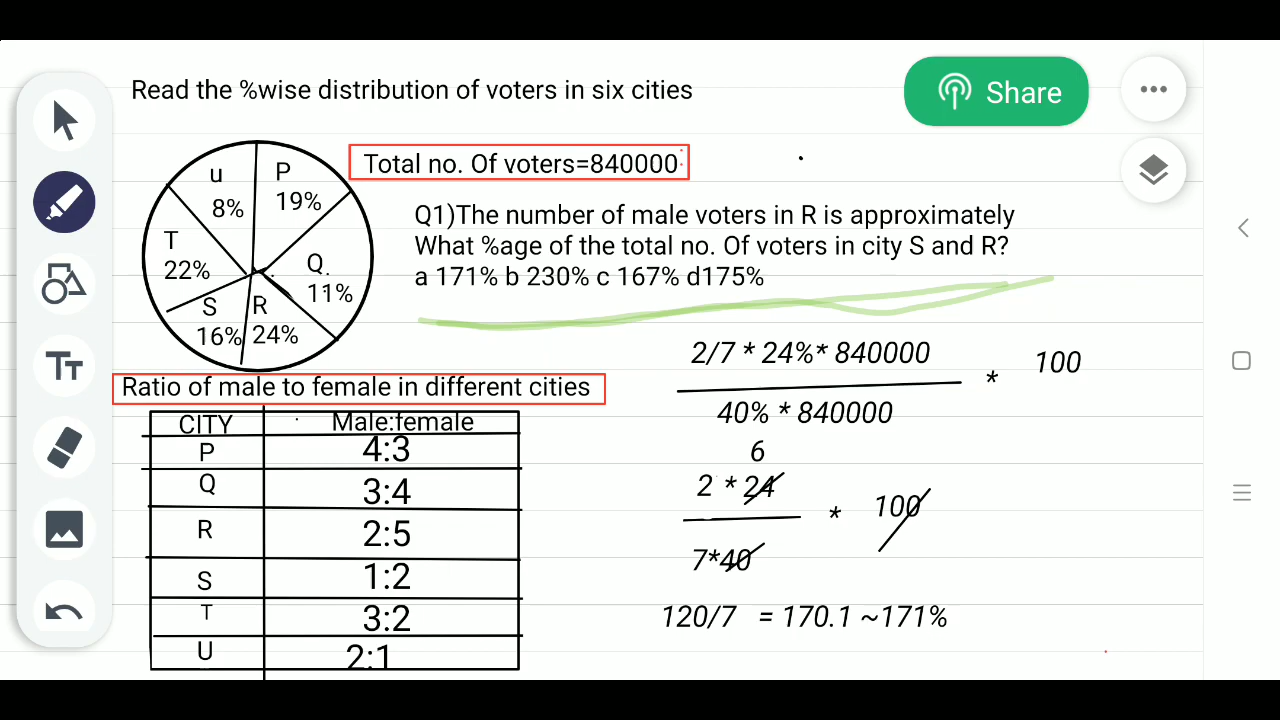 Read the %wise distribution of voters in six cities
Share
Total no. Of voters=840000
u
8%
P
19%
T
22%
Q
11%
S
16%
R
24%
Q1)The number of male voters in R is approximately
What %age of the total no. Of voters in city S and R?
a 171% b 230% c 167% d175%
Ratio of male to female in different cities
CITY Male:female
P 4:3
Q 3:4
R 2:5
S 1:2
T 3:2
U 2:1
2/7 * 24%* 840000
40% * 840000
* 100
6
2 * 24
7*40
* 100
120/7 = 170.1 ~171%
TT